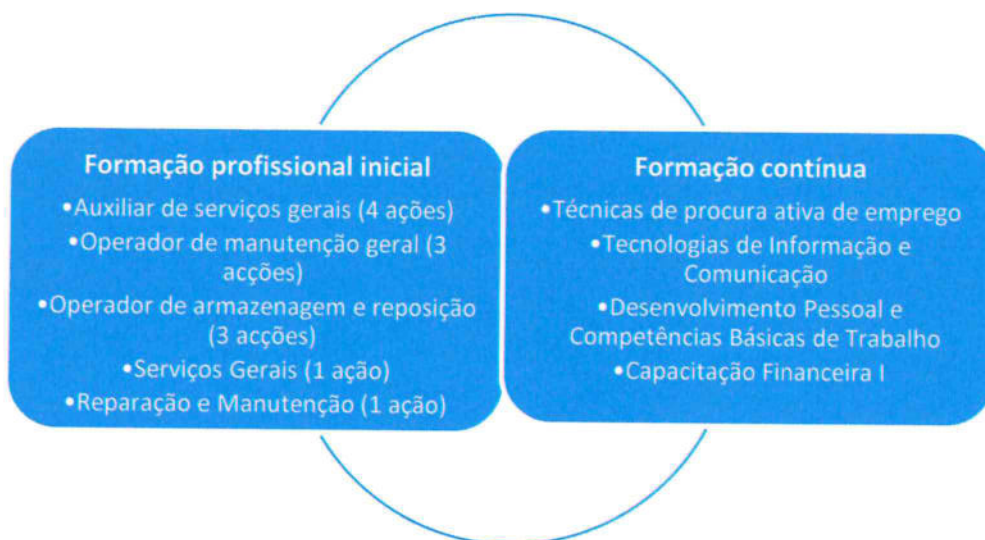 Formação profissional inicial
•Auxiliar de serviços gerais (4 ações)
•Operador de manutenção geral (3
acções)
•Operador de armazenagem e reposição
(3 acções)
•Serviços Gerais (1 ação)
•Reparação e Manutenção (1 ação)
Formação contínua
•Técnicas de procura ativa de emprego
•Tecnologias de Informação e
Comunicação
•Desenvolvimento Pessoal e
Competências Básicas de Trabalho
•Capacitação Financeira I